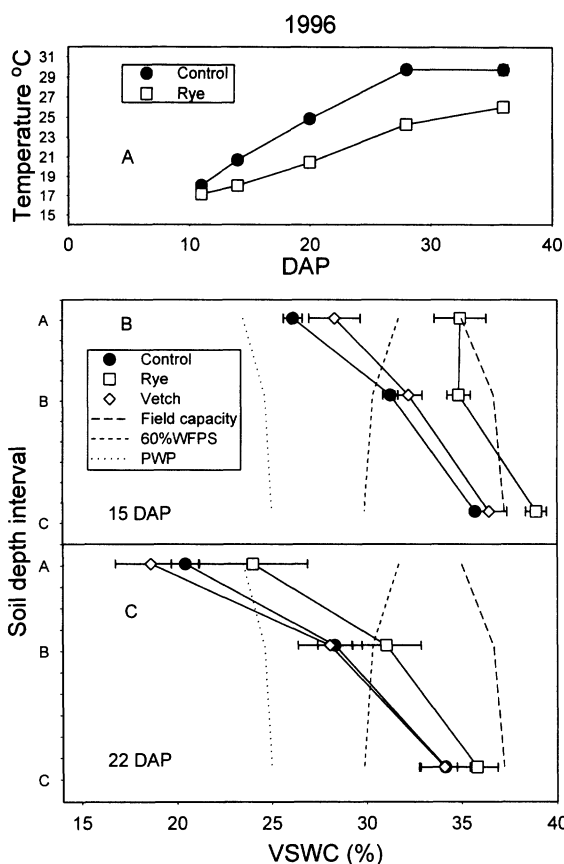 1996
Temperature °C
31
29
27
25
23
21
19
17
15
Control
Rye
A
0 10 20 30 40
DAP
Soil depth interval
A
B
C
B
Control
Rye
Vetch
Field capacity
60%WFPS
PWP
15 DAP
A
B
C
C
22 DAP
15 20 25 30 35 40
VSWC (%)